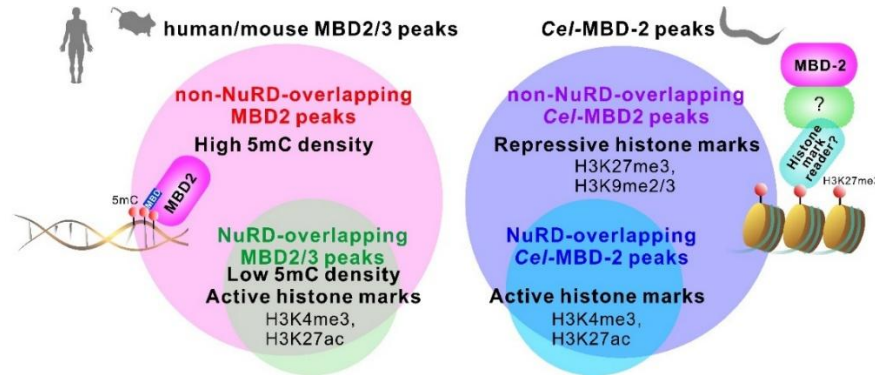 human/mouse MBD2/3 peaks
non-NuRD-overlapping
MBD2 peaks
High 5mC density
5mC
MBD
MBD2
NuRD-overlapping
MBD2/3 peaks
Low 5mC density
Active histone marks
H3K4me3,
H3K27ac
Cel-MBD-2 peaks
non-NuRD-overlapping
Cel-MBD2 peaks
Repressive histone marks
H3K27me3,
H3K9me2/3
NuRD-overlapping
Cel-MBD-2 peaks
Active histone marks
H3K4me3,
H3K27ac
MBD-2
?
Histone
mark
reader?
H3K27me3